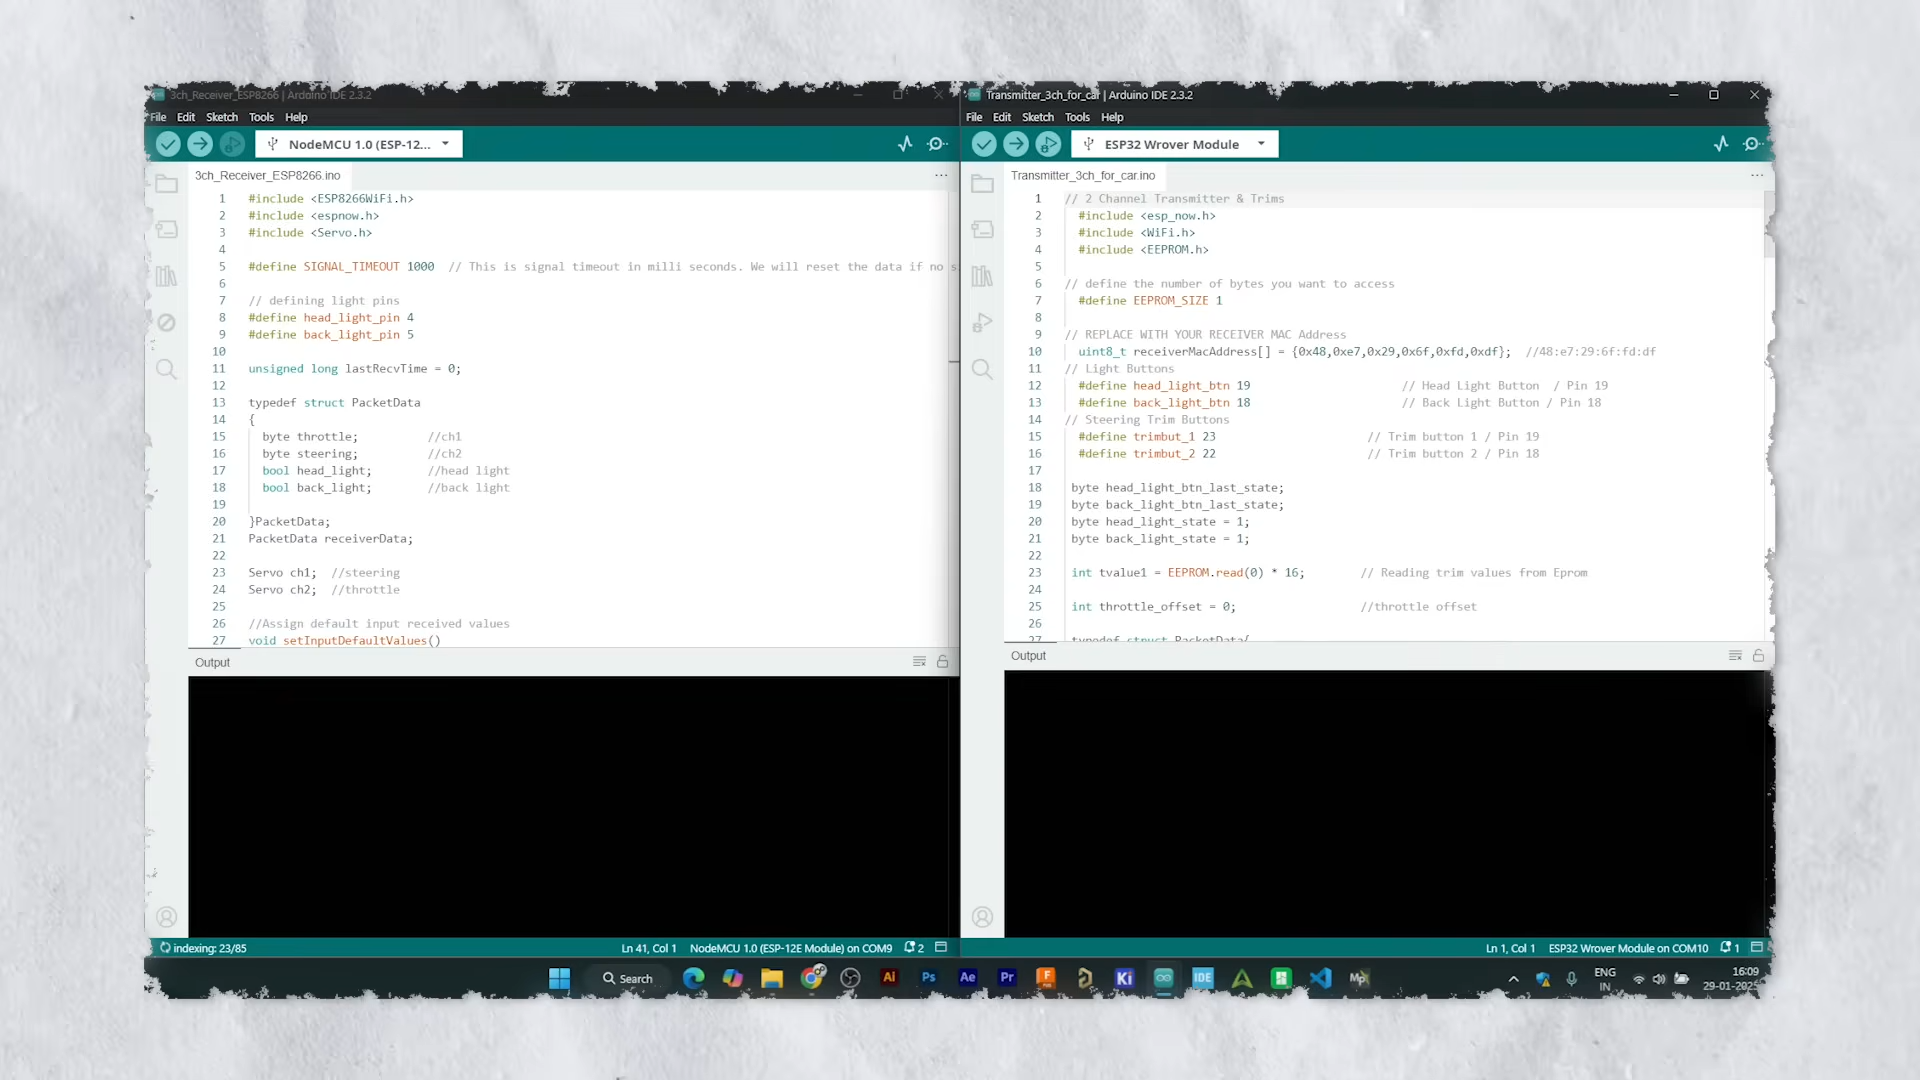 3ch_Receiver_ESP8266 | Arduino IDE 2.3.2
File Edit Sketch Tools Help
NodeMCU 1.0 (ESP-12...
3ch_Receiver_ESP8266.ino
1 #include <ESP8266WiFi.h>
2 #include <espnow.h>
3 #include <Servo.h>
4
5 #define SIGNAL_TIMEOUT 1000 // This is signal timeout in milli seconds. We will reset the data if no s
6
7 // defining light pins
8 #define head_light_pin 4
9 #define back_light_pin 5
10
11 unsigned long lastRecvTime = 0;
12
13 typedef struct PacketData
14 {
15 byte throttle; //ch1
16 byte steering; //ch2
17 bool head_light; //head light
18 bool back_light; //back light
19
20 }PacketData;
21 PacketData receiverData;
22
23 Servo ch1; //steering
24 Servo ch2; //throttle
25
26 //Assign default input received values
27 void setInputDefaultValues()
Output
indexing: 23/85
Ln 41, Col 1 NodeMCU 1.0 (ESP-12E Module) on COM9 2
Transmitter_3ch_for_car | Arduino IDE 2.3.2
File Edit Sketch Tools Help
ESP32 Wrover Module
Transmitter_3ch_for_car.ino
1 // 2 Channel Transmitter & Trims
2 #include <esp_now.h>
3 #include <WiFi.h>
4 #include <EEPROM.h>
5
6 // define the number of bytes you want to access
7 #define EEPROM_SIZE 1
8
9 // REPLACE WITH YOUR RECEIVER MAC Address
10 uint8_t receiverMacAddress[] = {0x48,0xe7,0x29,0x6f,0xfd,0xdf}; //48:e7:29:6f:fd:df
11 // Light Buttons
12 #define head_light_btn 19 // Head Light Button / Pin 19
13 #define back_light_btn 18 // Back Light Button / Pin 18
14 // Steering Trim Buttons
15 #define trimbut_1 23 // Trim button 1 / Pin 19
16 #define trimbut_2 22 // Trim button 2 / Pin 18
17
18 byte head_light_btn_last_state;
19 byte back_light_btn_last_state;
20 byte head_light_state = 1;
21 byte back_light_state = 1;
22
23 int tvalue1 = EEPROM.read(0) * 16; // Reading trim values from Eprom
24
25 int throttle_offset = 0; //throttle offset
26
27 typedef struct PacketData{
Output
Ln 1, Col 1 ESP32 Wrover Module on COM10 1
Search
Ai Ps Ae Pr F Ki IDE
ENG
IN
16:09
29-01-2025